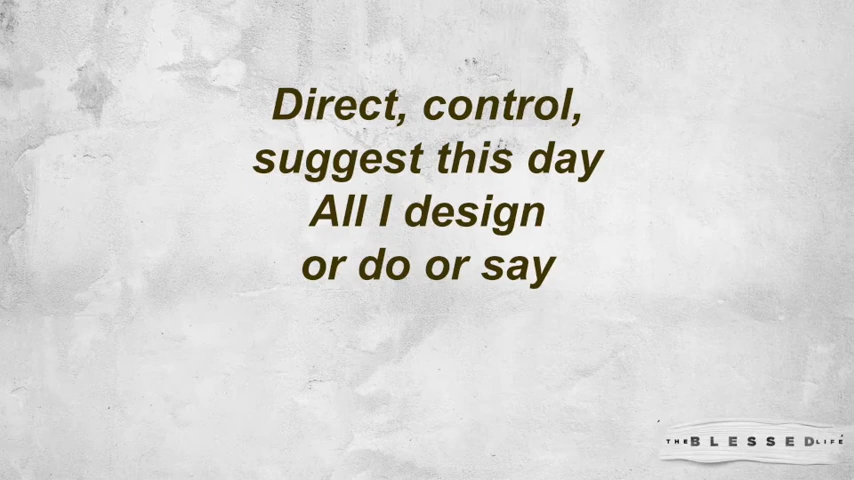 Direct, control,
suggest this day
All I design
or do or say
THE BLESSED LIFE